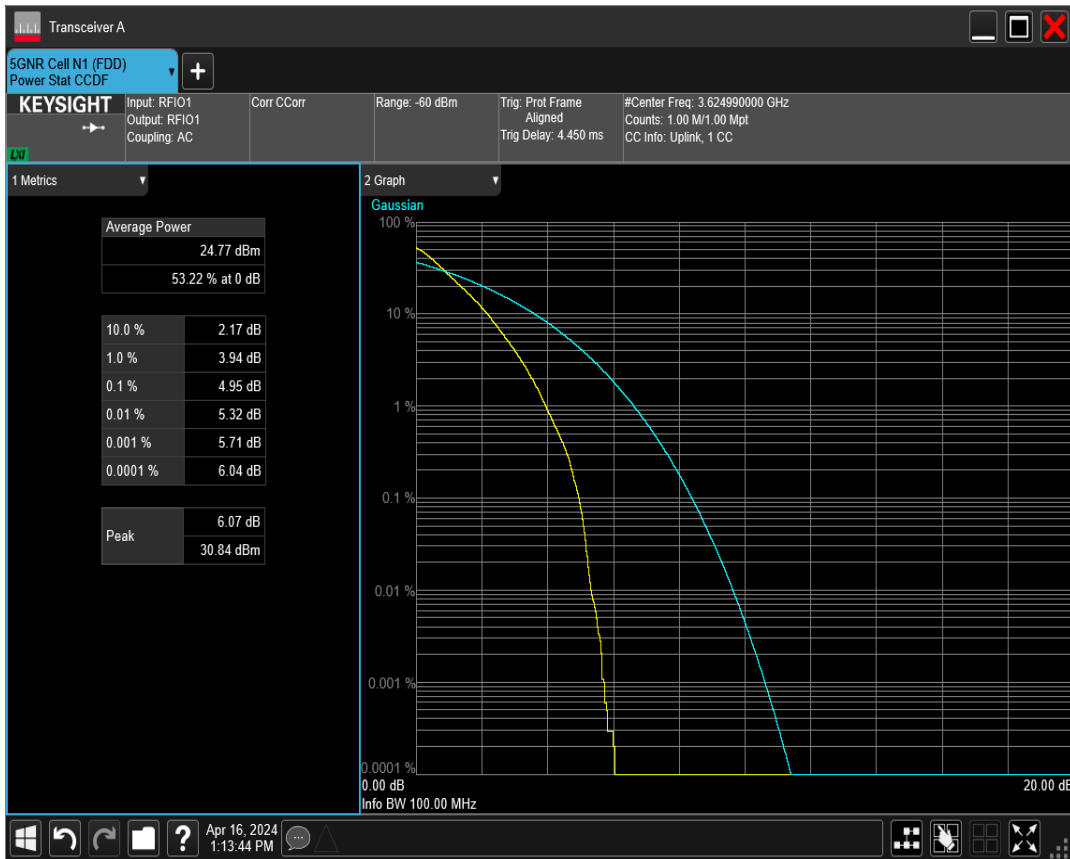 Transceiver A
5GNR Cell N1 (FDD)
Power Stat CCDF
KEYSIGHT
LXI
Input: RFIO1
Output: RFIO1
Coupling: AC
Corr CCorr
Range: -60 dBm
Trig: Prot Frame
Aligned
Trig Delay: 4.450 ms
#Center Freq: 3.624990000 GHz
Counts: 1.00 M/1.00 Mpt
CC Info: Uplink, 1 CC
1 Metrics
Average Power
24.77 dBm
53.22 % at 0 dB
10.0 % 2.17 dB
1.0 % 3.94 dB
0.1 % 4.95 dB
0.01 % 5.32 dB
0.001 % 5.71 dB
0.0001 % 6.04 dB
Peak
6.07 dB
30.84 dBm
2 Graph
Gaussian
100 %
10 %
1 %
0.1 %
0.01 %
0.001 %
0.0001 %
0.00 dB 20.00 dB
Info BW 100.00 MHz
Apr 16, 2024
1:13:44 PM